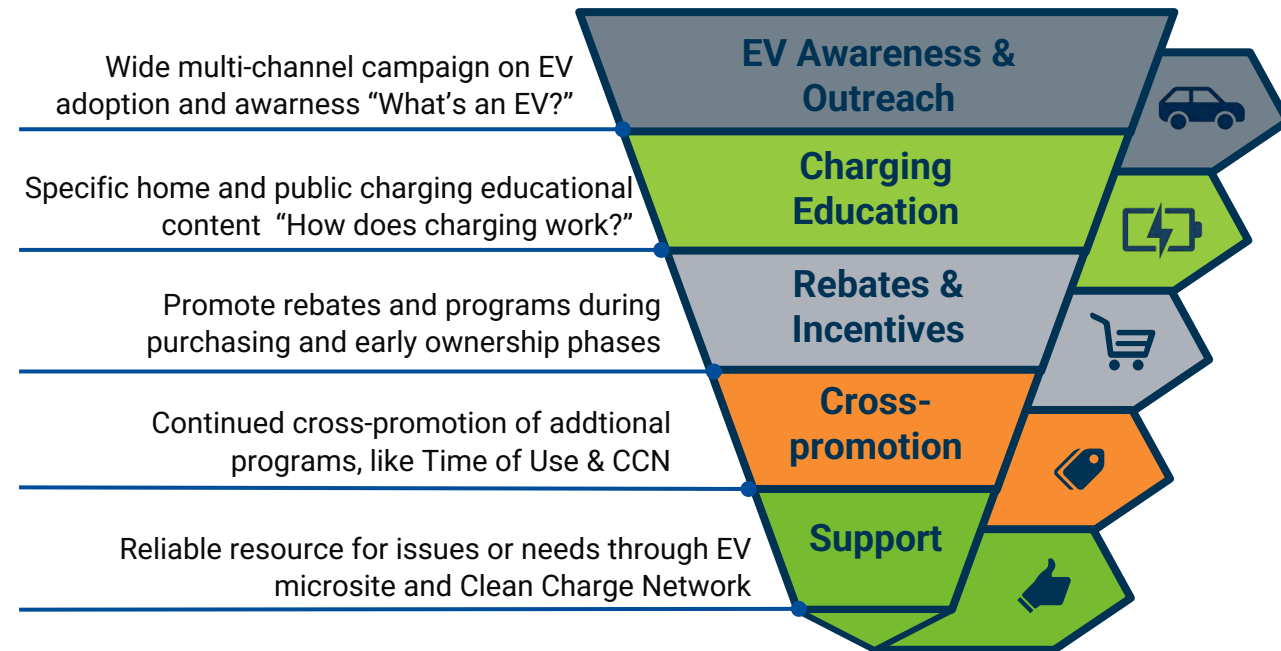 Wide multi-channel campaign on EV
adoption and awarness “What’s an EV?”
EV Awareness &
Outreach
Specific home and public charging educational
content “How does charging work?”
Charging
Education
Promote rebates and programs during
purchasing and early ownership phases
Rebates &
Incentives
Continued cross-promotion of addtional
programs, like Time of Use & CCN
Cross-
promotion
Reliable resource for issues or needs through EV
microsite and Clean Charge Network
Support